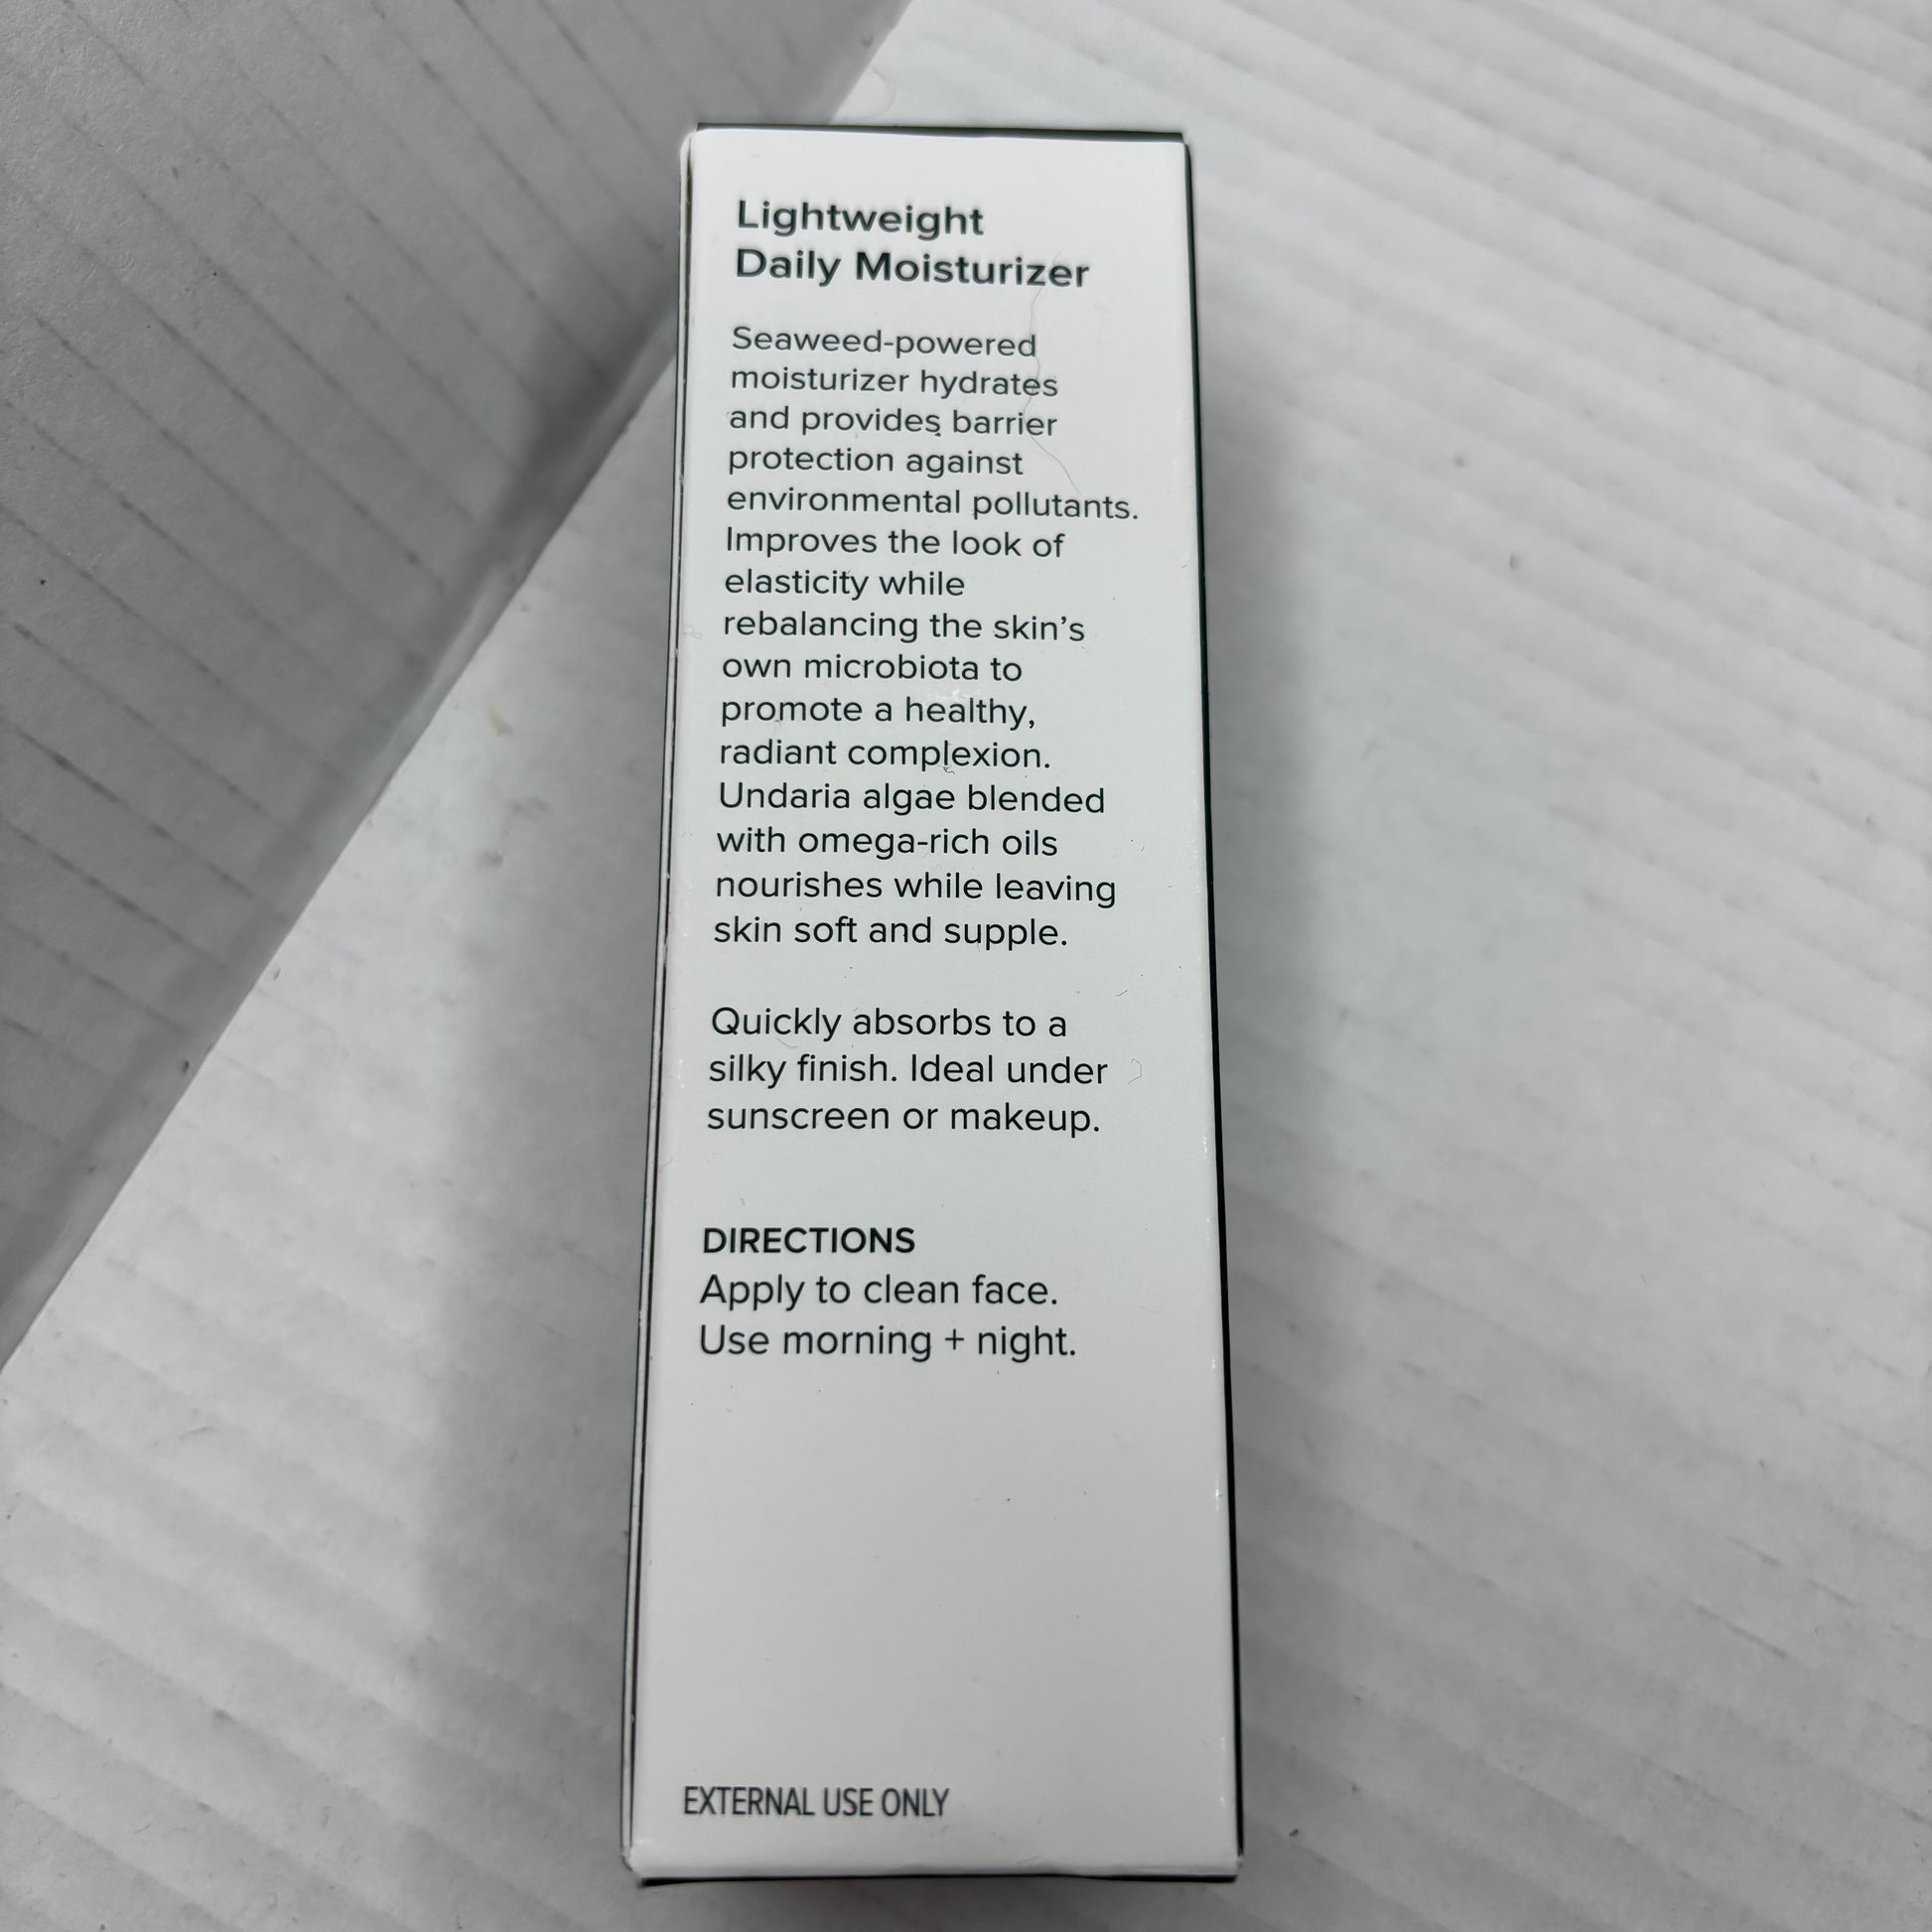 Lightweight
Daily Moisturizer
Seaweed-powered
moisturizer hydrates
and provides barrier
protection against
environmental pollutants.
Improves the look of
elasticity while
rebalancing the skin’s
own microbiota to
promote a healthy,
radiant complexion.
Undaria algae blended
with omega-rich oils
nourishes while leaving
skin soft and supple.
Quickly absorbs to a
silky finish. Ideal under
sunscreen or makeup.
DIRECTIONS
Apply to clean face.
Use morning + night.
EXTERNAL USE ONLY